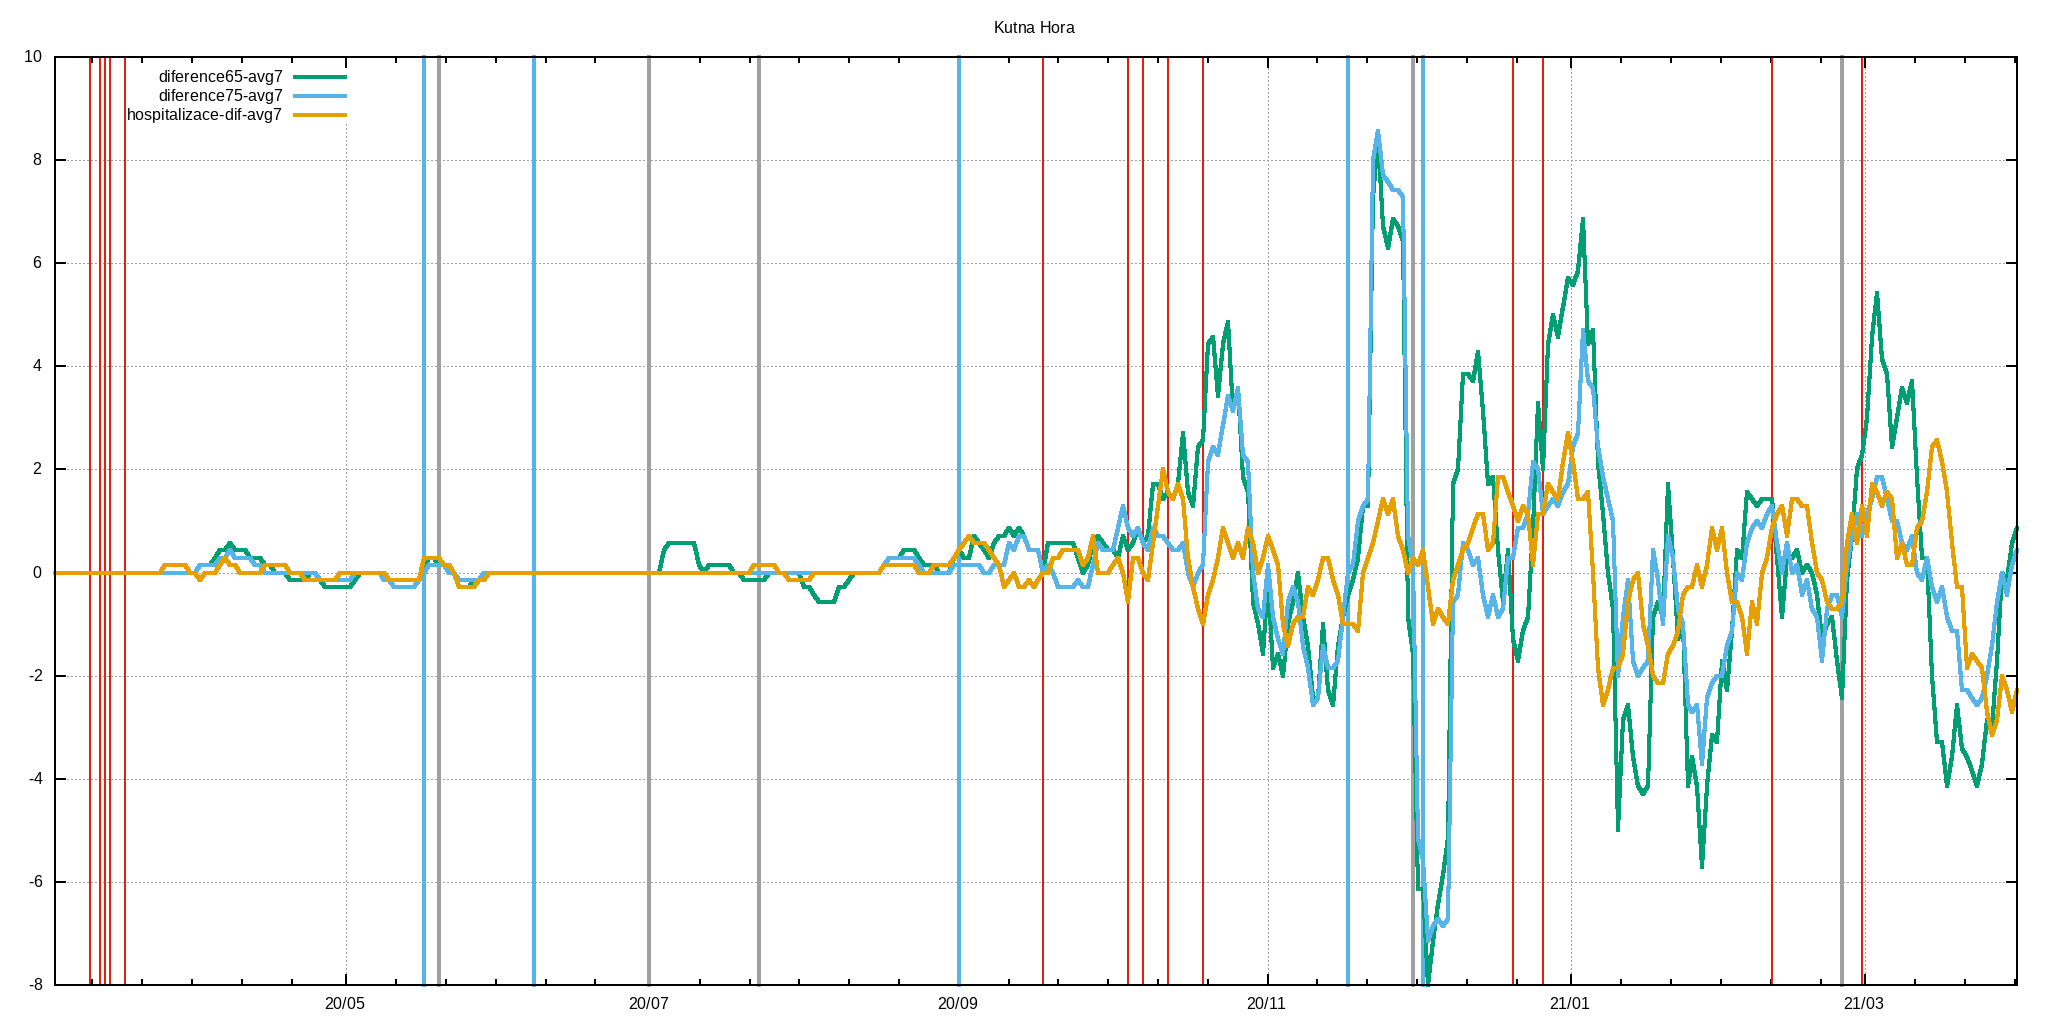 Kutna Hora
diference65-avg7
diference75-avg7
hospitalizace-dif-avg7
10
8
6
4
2
0
-2
-4
-6
-8
20/05 20/07 20/09 20/11 21/01 21/03